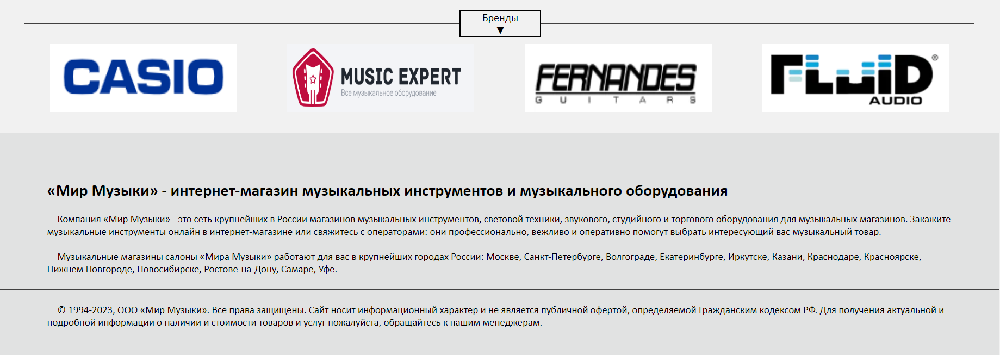 Бренды
▼
CASIO
MUSIC EXPERT
Все музыкальное оборудование
FERNANDES
GUITARS
FLUID®
AUDIO
«Мир Музыки» - интернет-магазин музыкальных инструментов и музыкального оборудования
Компания «Мир Музыки» - это сеть крупнейших в России магазинов музыкальных инструментов, световой техники, звукового, студийного и торгового оборудования для музыкальных магазинов. Закажите
музыкальные инструменты онлайн в интернет-магазине или свяжитесь с операторами: они профессионально, вежливо и оперативно помогут выбрать интересующий вас музыкальный товар.
Музыкальные магазины салоны «Мира Музыки» работают для вас в крупнейших городах России: Москве, Санкт-Петербурге, Волгограде, Екатеринбурге, Иркутске, Казани, Краснодаре, Красноярске,
Нижнем Новгороде, Новосибирске, Ростове-на-Дону, Самаре, Уфе.
© 1994-2023, ООО «Мир Музыки». Все права защищены. Сайт носит информационный характер и не является публичной офертой, определяемой Гражданским кодексом РФ. Для получения актуальной и
подробной информации о наличии и стоимости товаров и услуг пожалуйста, обращайтесь к нашим менеджерам.